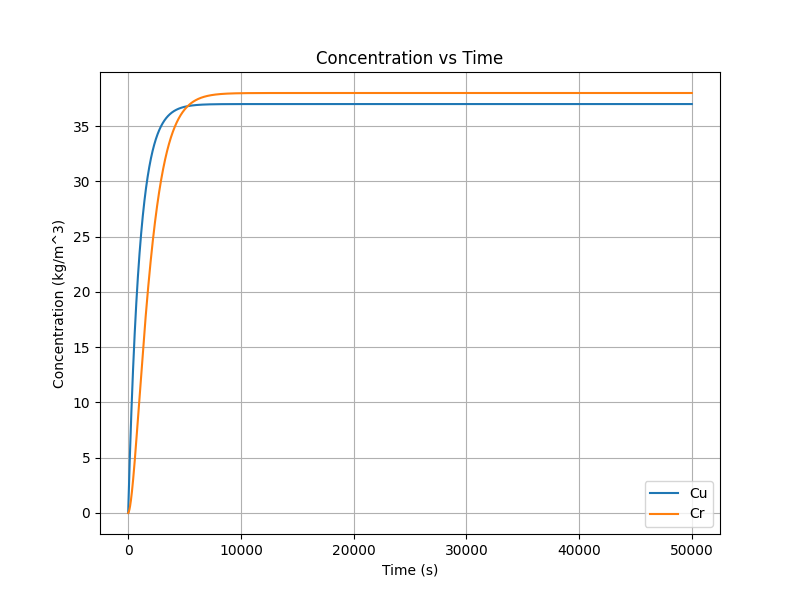 Concentration vs Time
Concentration (kg/m^3)
35
30
25
20
15
10
5
0
0 10000 20000 30000 40000 50000
Time (s)
Cu
Cr